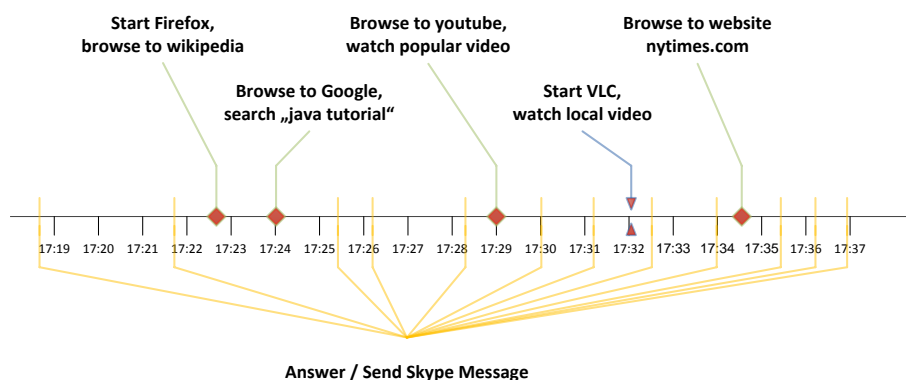 Start Firefox,
browse to wikipedia
Browse to youtube,
watch popular video
Browse to website
nytimes.com
Browse to Google,
search „java tutorial“
Start VLC,
watch local video
17:19 17:20 17:21 17:22 17:23 17:24 17:25 17:26 17:27 17:28 17:29 17:30 17:31 17:32 17:33 17:34 17:35 17:36 17:37
Answer / Send Skype Message